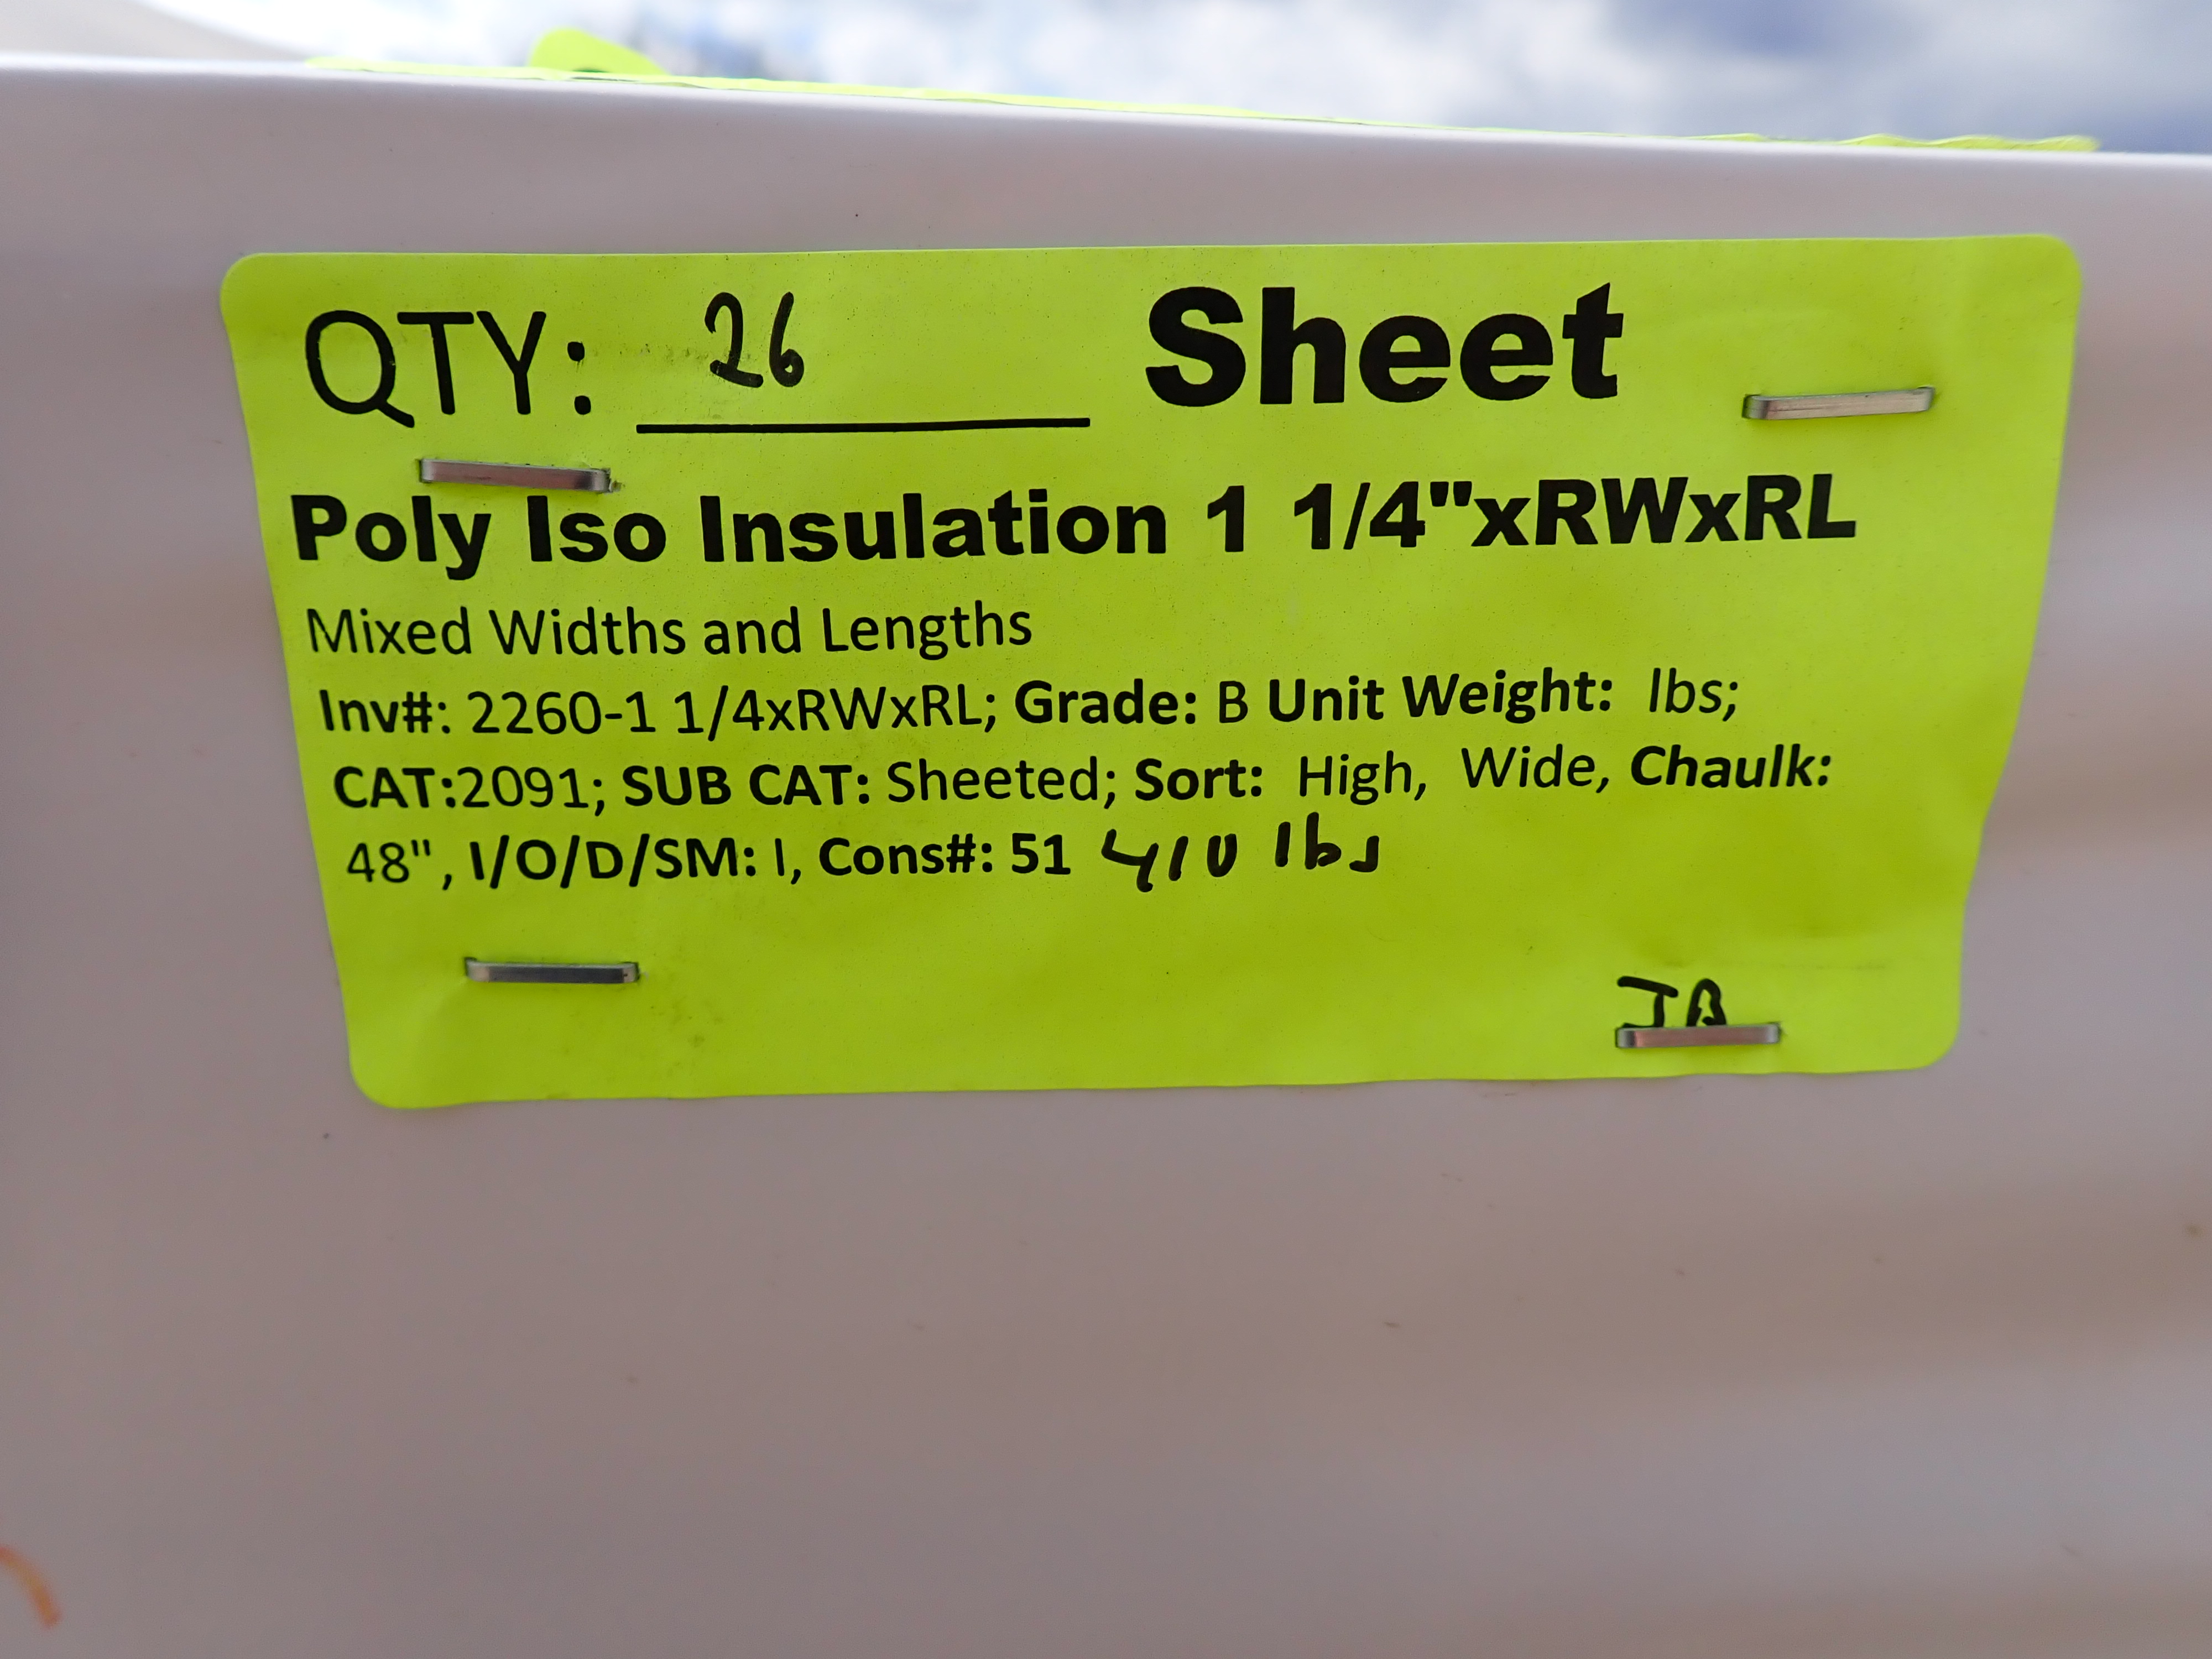 QTY: 26 Sheet
Poly Iso Insulation 1 1/4"xRWxRL
Mixed Widths and Lengths
Inv#: 2260-1 1/4xRWxRL; Grade: B Unit Weight: lbs;
CAT:2091; SUB CAT: Sheeted; Sort: High, Wide, Chaulk:
48", I/O/D/SM: I, Cons#: 51 410 lbs